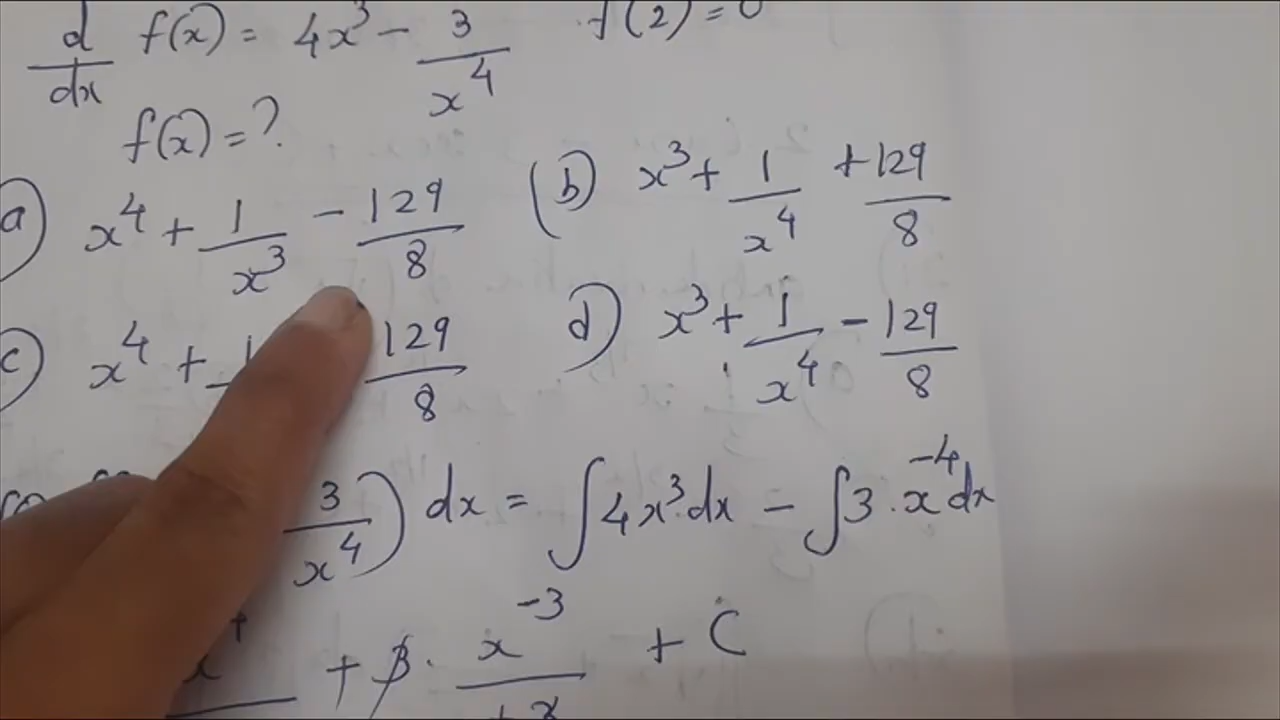 d/dx f(x) = 4x³ - 3/x⁴ f(2) = 0
f(x) = ?
a) x⁴ + 1/x³ - 129/8 (b) x³ + 1/x⁴ + 129/8
c) x⁴ + 1 129/8 d) x³ + 1/x⁴ - 129/8
3/x⁴) dx = ∫4x³dx - ∫3·x⁻⁴dx
+ 3· x⁻³ + C